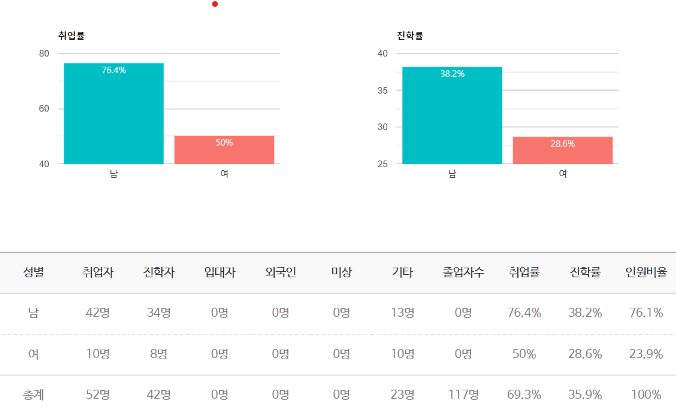 취업률
80
76.4%
60
50%
40
남 여
진학률
40
38.2%
35
30
28.6%
25
남 여
성별 취업자 진학자 입대자 외국인 미상 기타 졸업자수 취업률 진학률 인원비율
남 42명 34명 0명 0명 0명 13명 0명 76.4% 38.2% 76.1%
여 10명 8명 0명 0명 0명 10명 0명 50% 28.6% 23.9%
총계 52명 42명 0명 0명 0명 23명 117명 69.3% 35.9% 100%